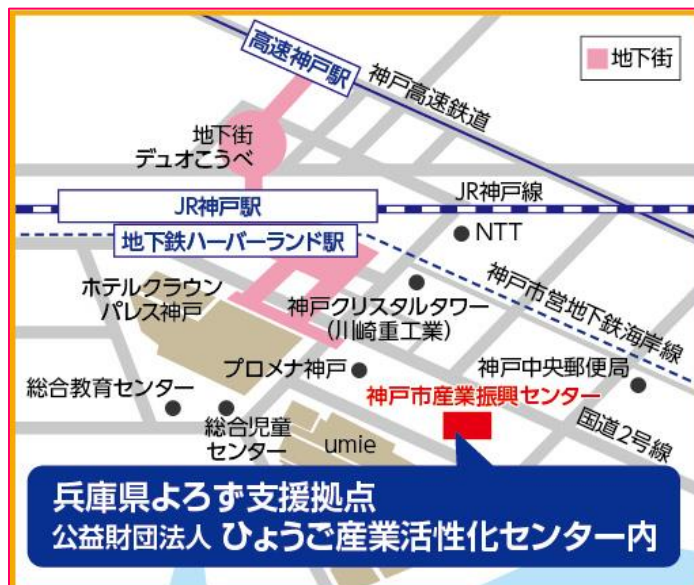 高速神戸駅
神戸高速鉄道
地下街
地下街
デュオこうべ
JR神戸線
JR神戸駅
地下鉄ハーバーランド駅
NTT
神戸市営地下鉄海岸線
ホテルクラウン
パレス神戸
神戸クリスタルタワー
(川崎重工業)
プロメナ神戸
神戸中央郵便局
総合教育センター
神戸市産業振興センター
国道2号線
総合児童
センター
umie
兵庫県よろず支援拠点
公益財団法人 ひょうご産業活性化センター内